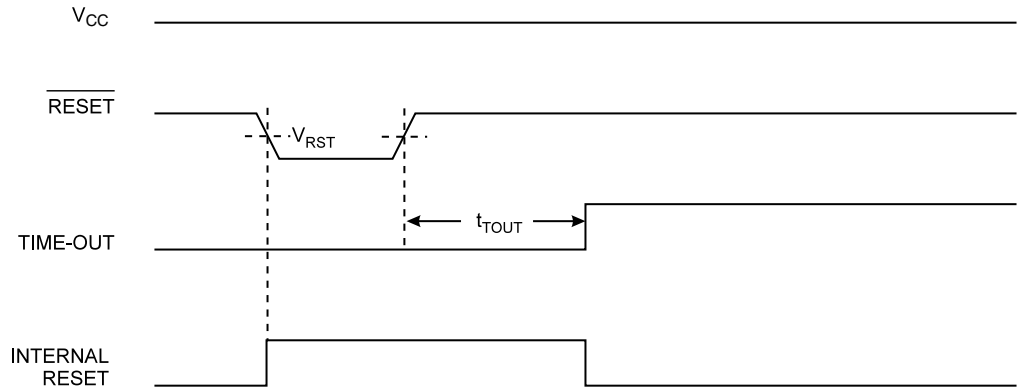 VCC
RESET
VRST
tTOUT
TIME-OUT
INTERNAL
RESET